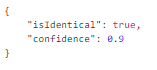 {
    "isIdentical": true,
    "confidence": 0.9
}